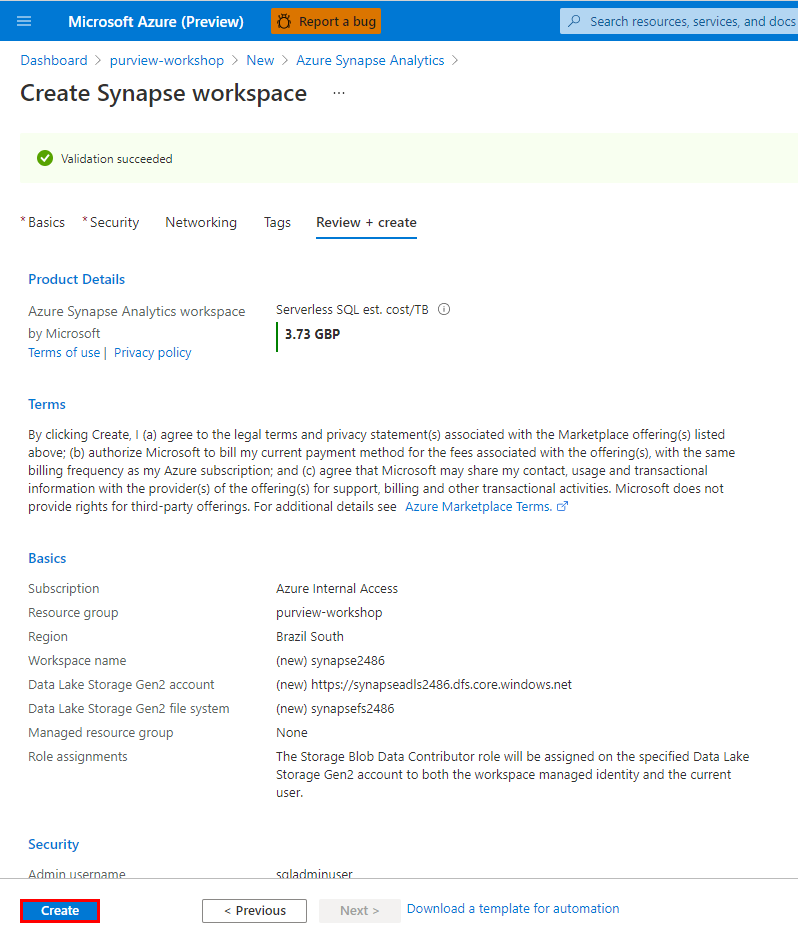 Microsoft Azure (Preview) Report a bug Search resources, services, and docs
Dashboard > purview-workshop > New > Azure Synapse Analytics >
Create Synapse workspace ...
Validation succeeded
* Basics * Security Networking Tags Review + create
Product Details
Azure Synapse Analytics workspace
by Microsoft
Terms of use | Privacy policy
Serverless SQL est. cost/TB
3.73 GBP
Terms
By clicking Create, I (a) agree to the legal terms and privacy statement(s) associated with the Marketplace offering(s) listed
above; (b) authorize Microsoft to bill my current payment method for the fees associated with the offering(s), with the same
billing frequency as my Azure subscription; and (c) agree that Microsoft may share my contact, usage and transactional
information with the provider(s) of the offering(s) for support, billing and other transactional activities. Microsoft does not
provide rights for third-party offerings. For additional details see Azure Marketplace Terms.
Basics
Subscription Azure Internal Access
Resource group purview-workshop
Region Brazil South
Workspace name (new) synapse2486
Data Lake Storage Gen2 account (new) https://synapseadls2486.dfs.core.windows.net
Data Lake Storage Gen2 file system (new) synapsefs2486
Managed resource group None
Role assignments The Storage Blob Data Contributor role will be assigned on the specified Data Lake
Storage Gen2 account to both the workspace managed identity and the current
user.
Security
Admin username sqladminuser
Create < Previous Next > Download a template for automation